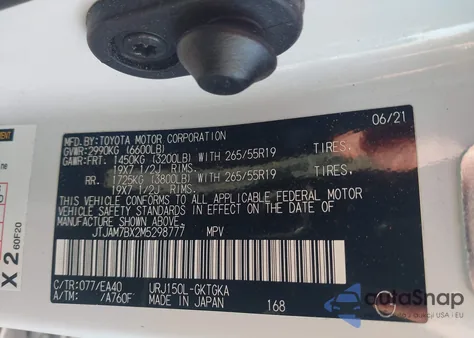 MFD. BY: TOYOTA MOTOR CORPORATION 06/21
GVWR: 2990KG (6600LB)
GAWR: FRT. 1450KG (3200LB) WITH 265/55R19 TIRES,
19X7 1/2J RIMS.
RR. 1725KG (3800LB) WITH 265/55R19 TIRES,
19X7 1/2J RIMS.
THIS VEHICLE CONFORMS TO ALL APPLICABLE FEDERAL MOTOR
VEHICLE SAFETY STANDARDS IN EFFECT ON THE DATE OF
MANUFACTURE SHOWN ABOVE.
JTJAM7BX2M5298777 MPV
C/TR: 077/EA40 URJ150L-GKTGKA
A/TM: /A760F MADE IN JAPAN 168
X 2
60F20
autaSnap